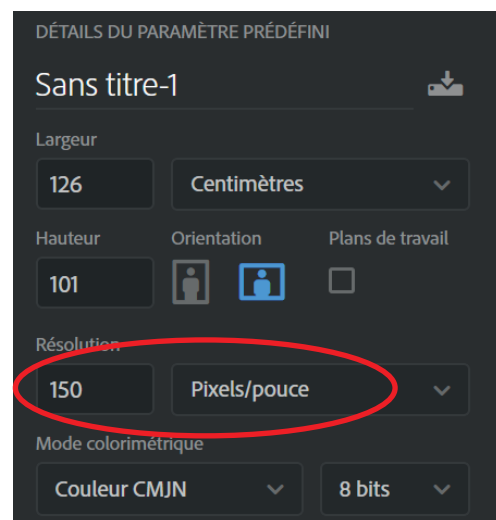 DÉTAILS DU PARAMÈTRE PRÉDÉFINI
Sans titre-1
Largeur
126 Centimètres
Hauteur Orientation Plans de travail
101
Résolution
150 Pixels/pouce
Mode colorimétrique
Couleur CMJN 8 bits